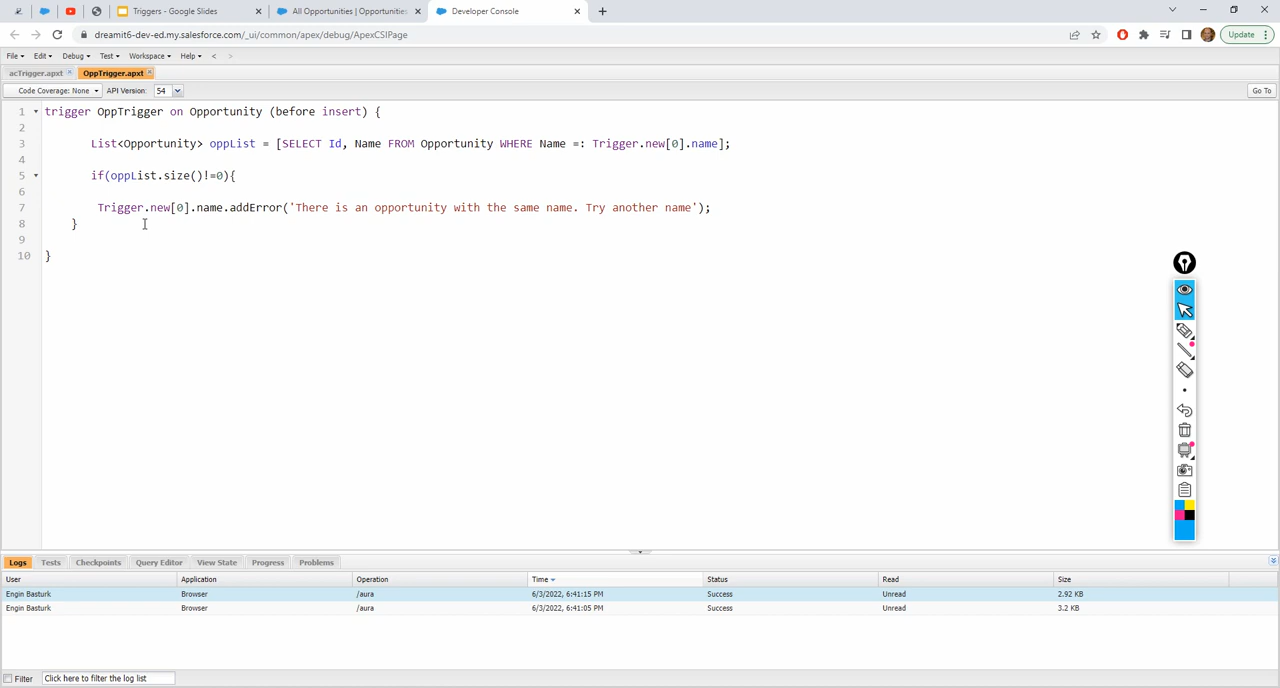 Triggers - Google Slides
All Opportunities | Opportunities
Developer Console
dreamit6-dev-ed.my.salesforce.com/_ui/common/apex/debug/ApexCSIPage
Update
File
Edit
Debug
Test
Workspace
Help
<
>
acTrigger.apxt
OppTrigger.apxt
Code Coverage: None
API Version:
54
Go To
1 trigger OppTrigger on Opportunity (before insert) {
2
3 List<Opportunity> oppList = [SELECT Id, Name FROM Opportunity WHERE Name =: Trigger.new[0].name];
4
5 if(oppList.size()!=0){
6
7 Trigger.new[0].name.addError('There is an opportunity with the same name. Try another name');
8 }
9
10 }
Logs
Tests
Checkpoints
Query Editor
View State
Progress
Problems
User Application Operation Time Status Read Size
Engin Basturk Browser /aura 6/3/2022, 6:41:15 PM Success Unread 2.92 KB
Engin Basturk Browser /aura 6/3/2022, 6:41:05 PM Success Unread 3.2 KB
Filter
Click here to filter the log list